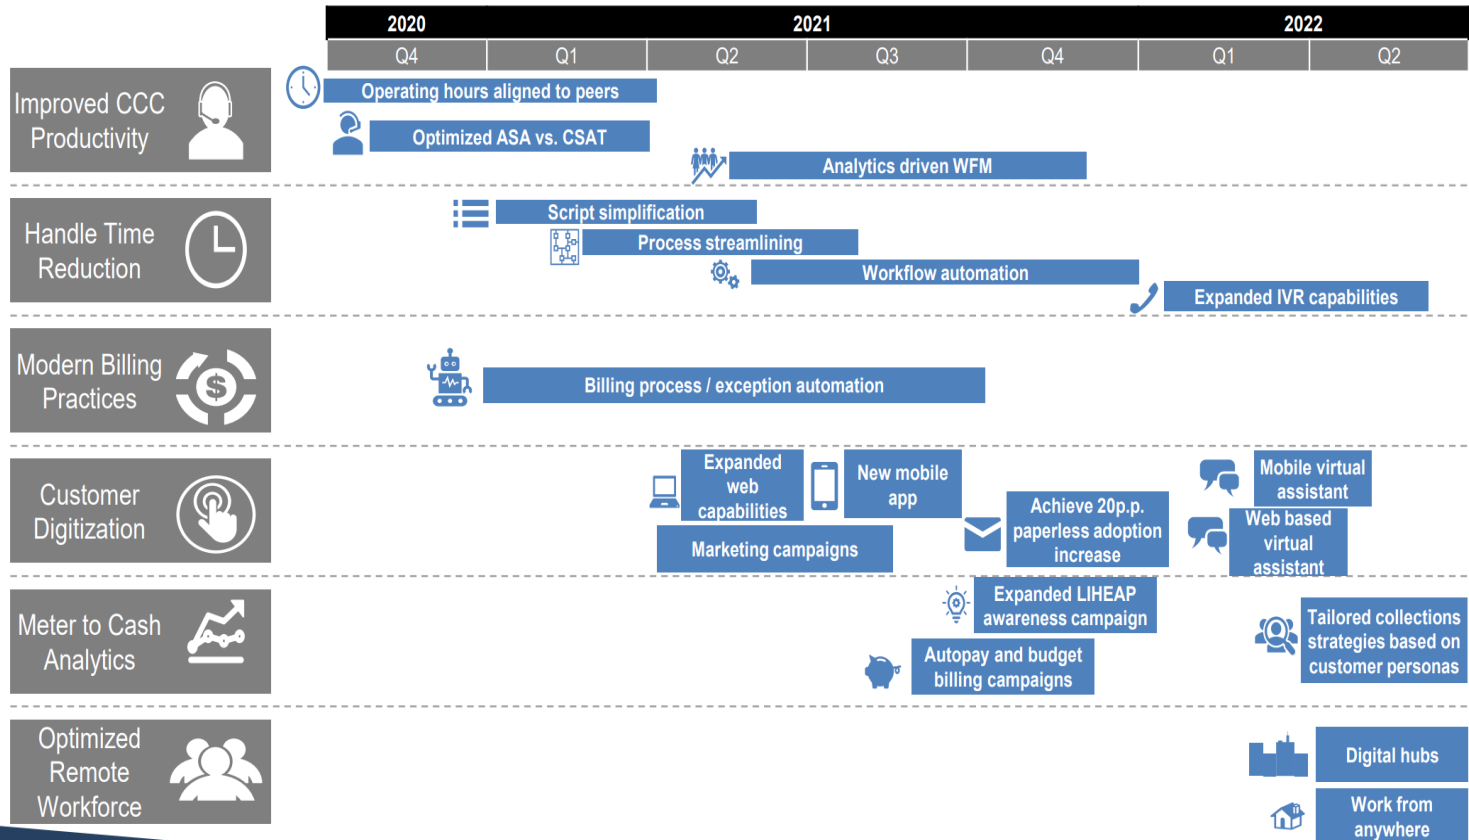 2020
2021
2022
Q4
Q1
Q2
Q3
Q4
Q1
Q2
Improved CCC
Productivity
Operating hours aligned to peers
Optimized ASA vs. CSAT
Analytics driven WFM
Handle Time
Reduction
Script simplification
Process streamlining
Workflow automation
Expanded IVR capabilities
Modern Billing
Practices
$
Billing process / exception automation
Customer
Digitization
Expanded
web
capabilities
New mobile
app
Marketing campaigns
Achieve 20p.p.
paperless adoption
increase
Mobile virtual
assistant
Web based
virtual
assistant
Meter to Cash
Analytics
Expanded LIHEAP
awareness campaign
Autopay and budget
billing campaigns
Tailored collections
strategies based on
customer personas
Optimized
Remote
Workforce
Digital hubs
Work from
anywhere